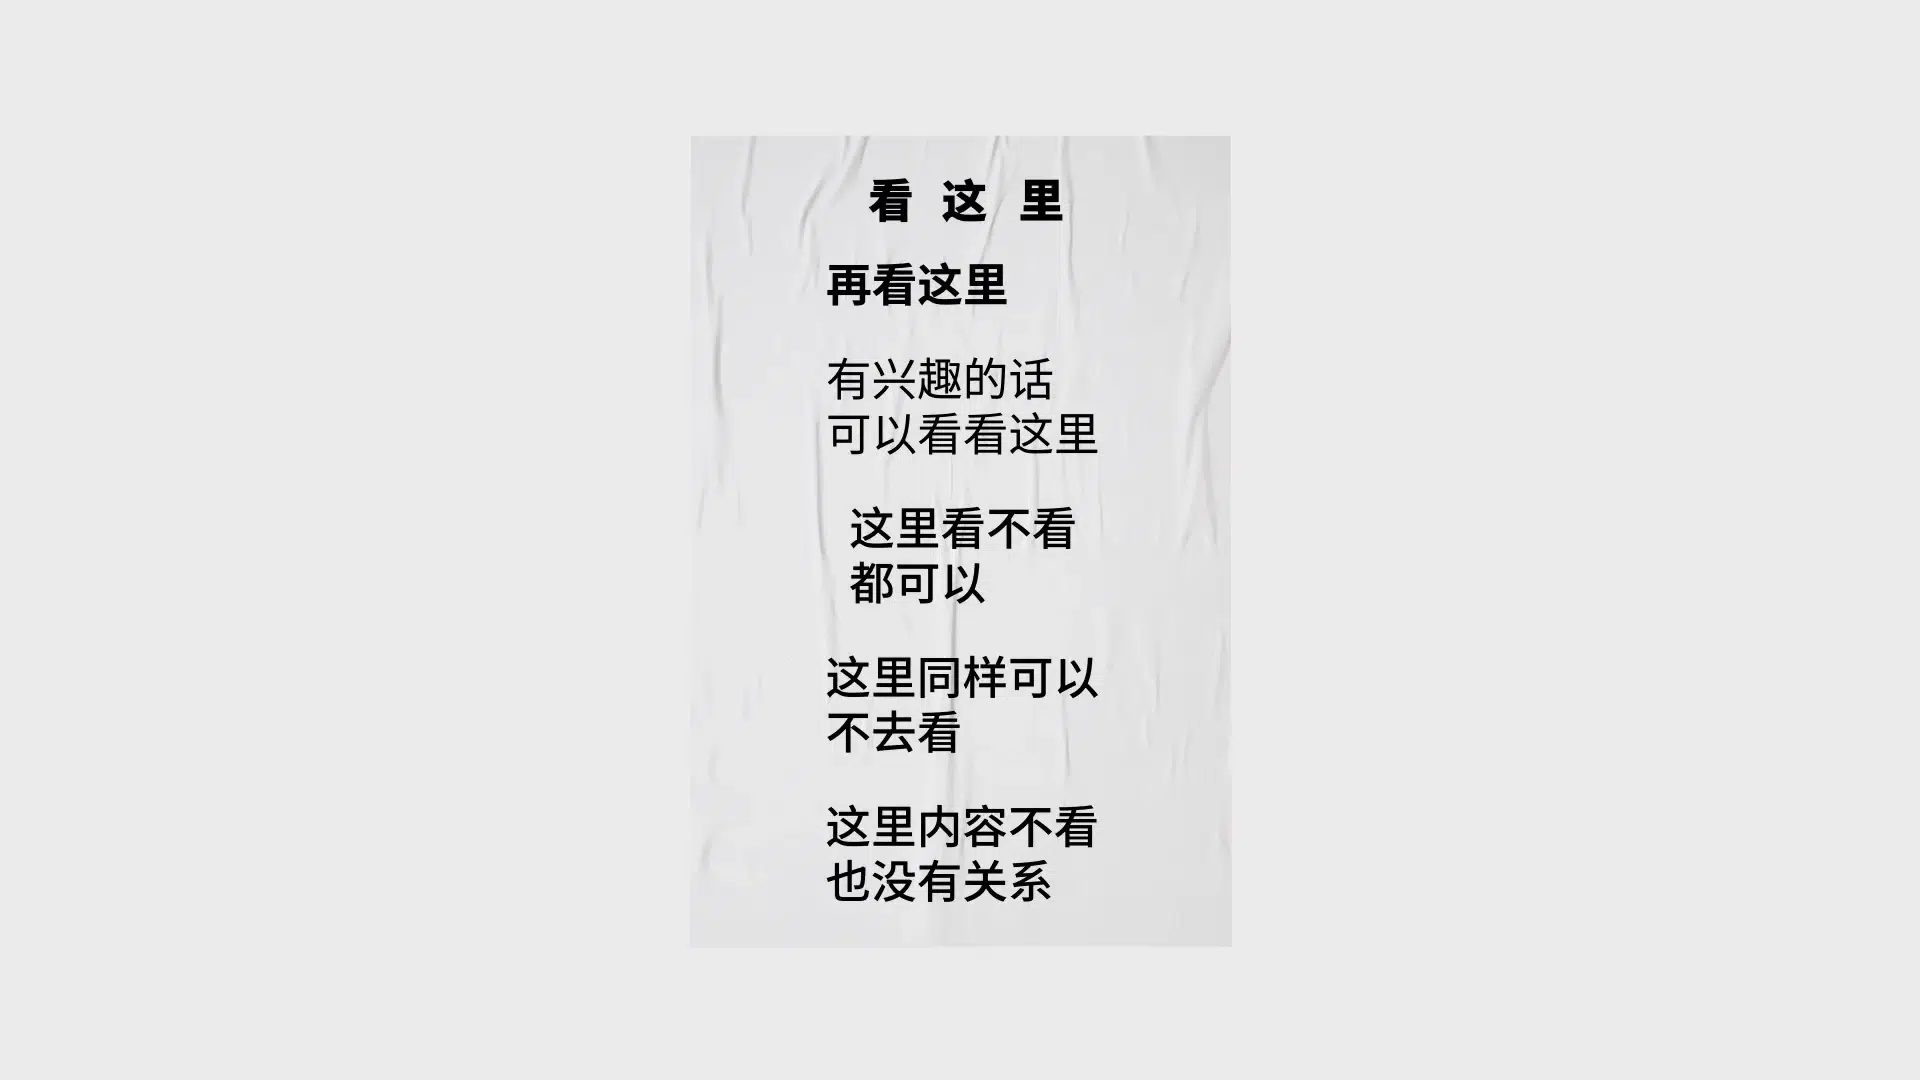 看 这 里
再看这里
有兴趣的话
可以看看这里
这里看不看
都可以
这里同样可以
不去看
这里内容不看
也没有关系